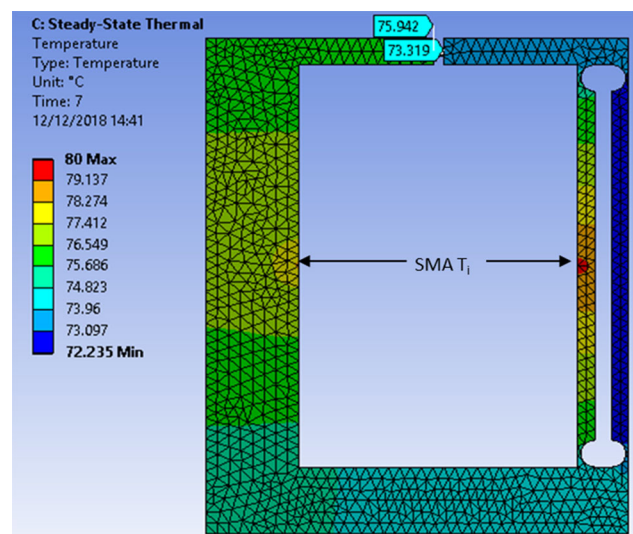 C: Steady-State Thermal
Temperature
Type: Temperature
Unit: °C
Time: 7
12/12/2018 14:41
80 Max
79.137
78.274
77.412
76.549
75.686
74.823
73.96
73.097
72.235 Min
75.942
73.319
SMA Ti